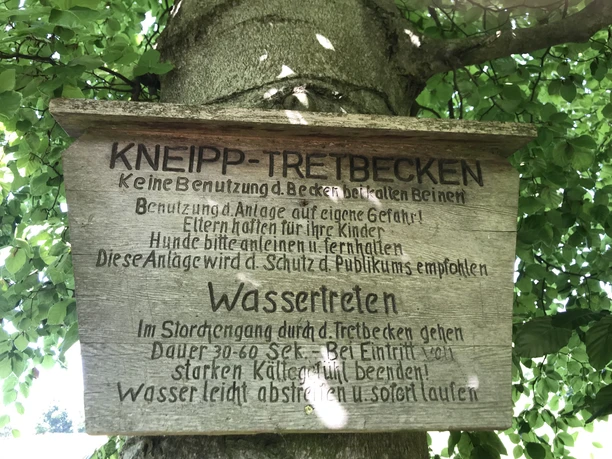 KNEIPP-TRETBECKEN
Keine Benutzung d. Becken bei kalten Beinen
Benutzung d. Anlage auf eigene Gefahr!
Eltern haften für ihre Kinder
Hunde bitte anleinen u. fernhalten
Diese Anlage wird d. Schutz d. Publikums empfohlen
Wassertreten
Im Storchengang durch d. Tretbecken gehen
Dauer 30-60 Sek. - Bei Eintritt von
starken Kältegefühl beenden!
Wasser leicht abstreifen u. sofort laufen